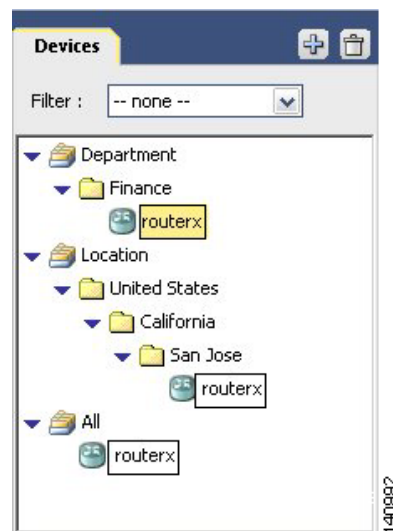 Devices
Filter : -- none --
Department
Finance
routerx
Location
United States
California
San Jose
routerx
All
routerx
140992